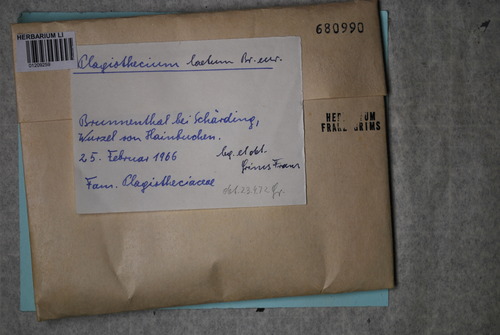 HERBARIUM LI
680990
Plagiothecium laetum Br. eur.
Brunnenthal bei Schärding,
Wurzel von Hainbuchen.
25. Februar 1966
leg. et det.
Grims Franz
Fam. Plagiotheciaceae
HERBARIUM
FRANZ GRIMS